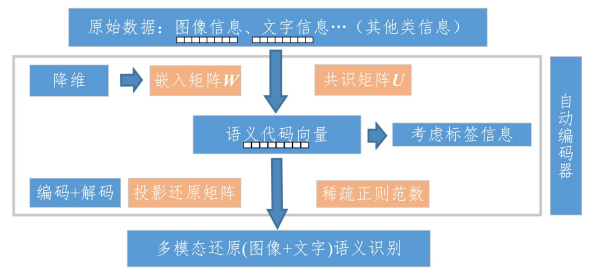 原始数据：图像信息、文字信息…（其他类信息）
降维
嵌入矩阵W
共识矩阵U
语义代码向量
考虑标签信息
自动编码器
编码+解码
投影还原矩阵
稀疏正则范数
多模态还原(图像+文字)语义识别